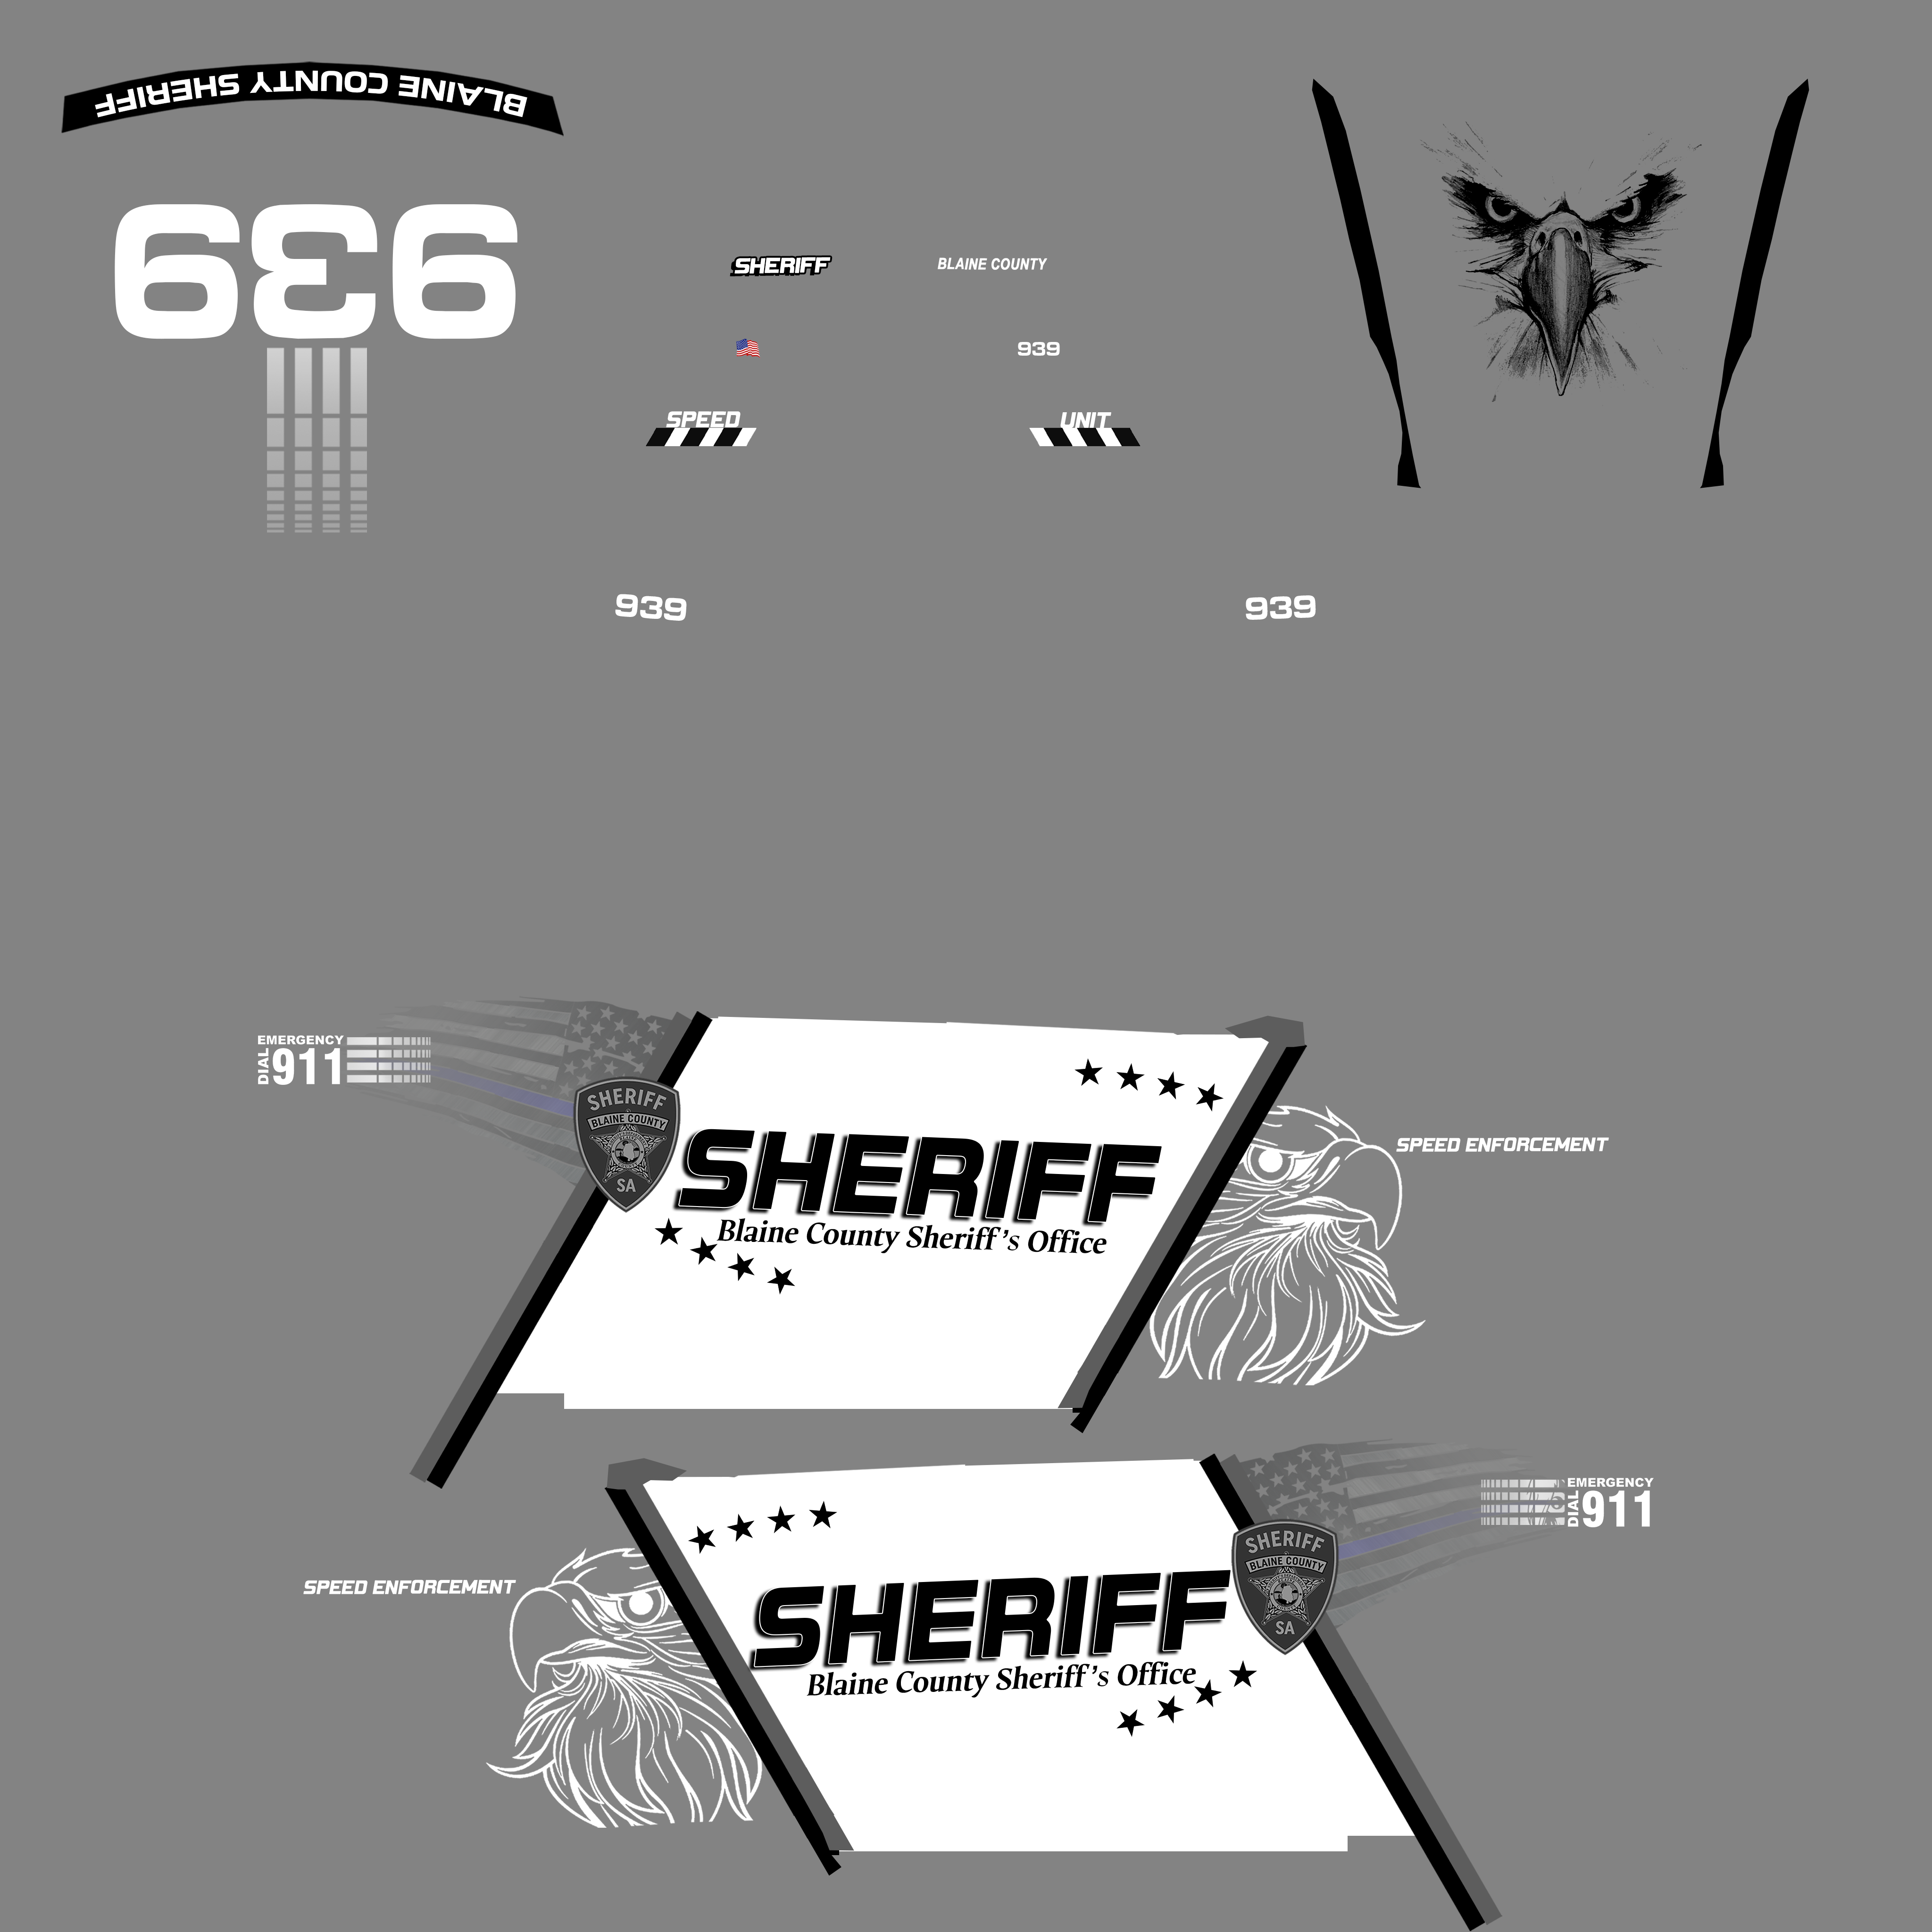 BLAINE COUNTY SHERIFF
939
SHERIFF
BLAINE COUNTY
939
SPEED
UNIT
939
939
EMERGENCY
DIAL 911
SHERIFF
BLAINE COUNTY
SA
SHERIFF
Blaine County Sheriff's Office
SPEED ENFORCEMENT
EMERGENCY
DIAL 911
SHERIFF
BLAINE COUNTY
SA
SPEED ENFORCEMENT
SHERIFF
Blaine County Sheriff's Office